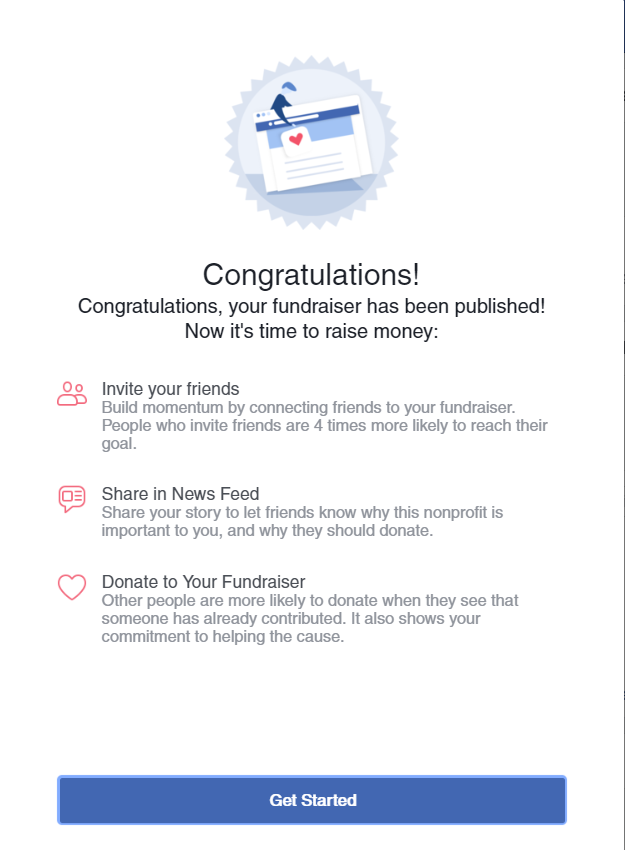 Congratulations!
Congratulations, your fundraiser has been published!
Now it's time to raise money:
Invite your friends
Build momentum by connecting friends to your fundraiser.
People who invite friends are 4 times more likely to reach their
goal.
Share in News Feed
Share your story to let friends know why this nonprofit is
important to you, and why they should donate.
Donate to Your Fundraiser
Other people are more likely to donate when they see that
someone has already contributed. It also shows your
commitment to helping the cause.
Get Started